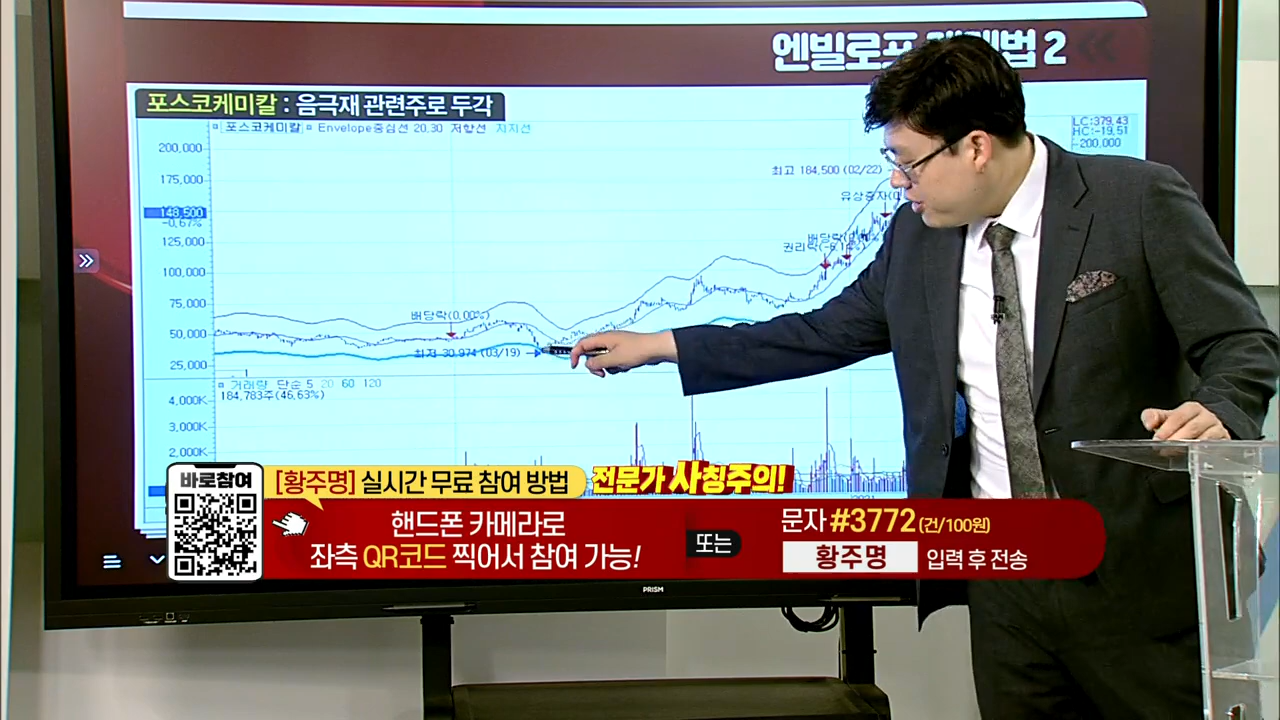 엔빌로프 매매법 2
포스코케미칼 : 음극재 관련주로 두각
포스코케미칼 Envelope중심선 20,30 저항선 지지선
LC:379,43
HC:-19,51
-200,000
200,000
175,000
148,500
-0,67%
125,000
100,000
75,000
50,000
25,000
최고 184,500 (02/22)
유상증자
배당락
권리락(-6,1
배당락(0,00%)
최저 30,974 (03/19)
거래량 단순 5 20 60 120
184,783주(46,63%)
4,000K
3,000K
2,000K
바로참여
[황주명] 실시간 무료 참여 방법
전문가 사칭주의!
핸드폰 카메라로
좌측 QR코드 찍어서 참여 가능!
또는
문자 #3772 (건/100원)
황주명 입력 후 전송
PRISM